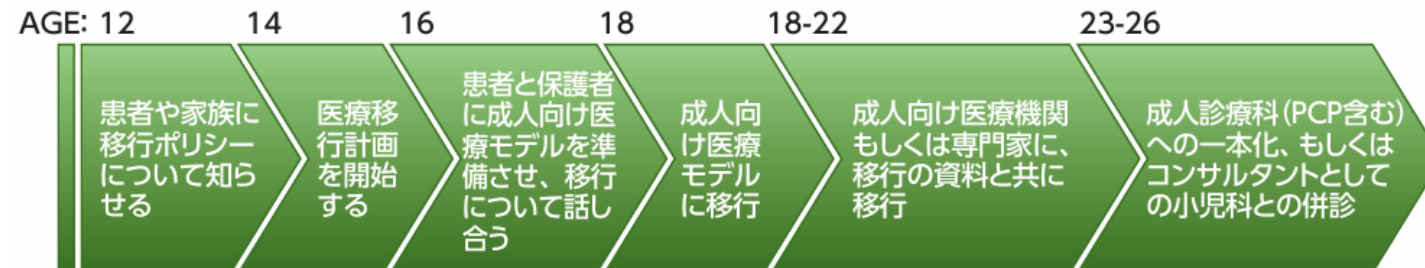 AGE: 12 14 16 18 18-22 23-26
患者や家族に
移行ポリシー
について知ら
せる
医療移
行計画
を開始
する
患者と保護者
に成人向け医
療モデルを準
備させ、移行
について話し
合う
成人向
け医療
モデル
に移行
成人向け医療機関
もしくは専門家に、
移行の資料と共に
移行
成人診療科(PCP含む)
への一本化、もしくは
コンサルタントとして
の小児科との併診